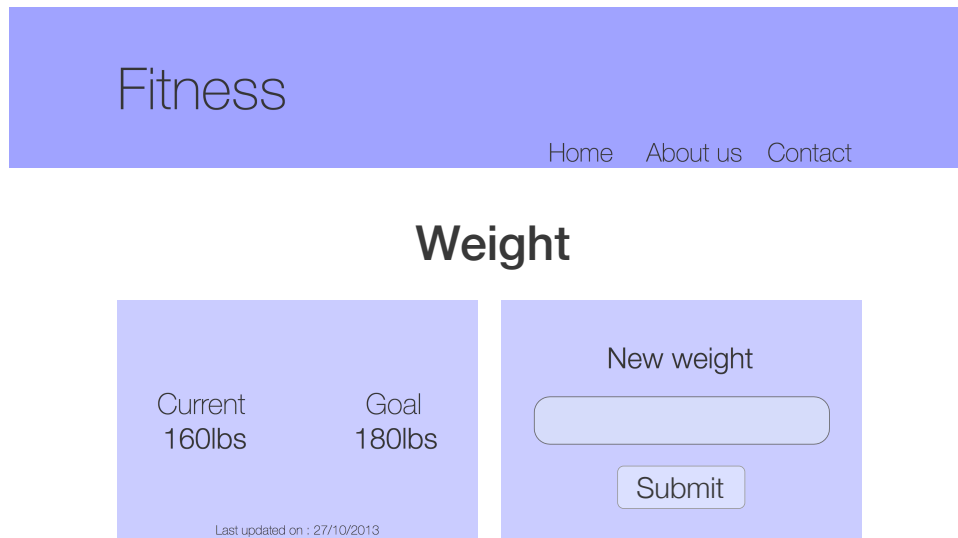 Fitness
Home About us Contact
Weight
Current Goal
160lbs 180lbs
Last updated on : 27/10/2013
New weight
Submit